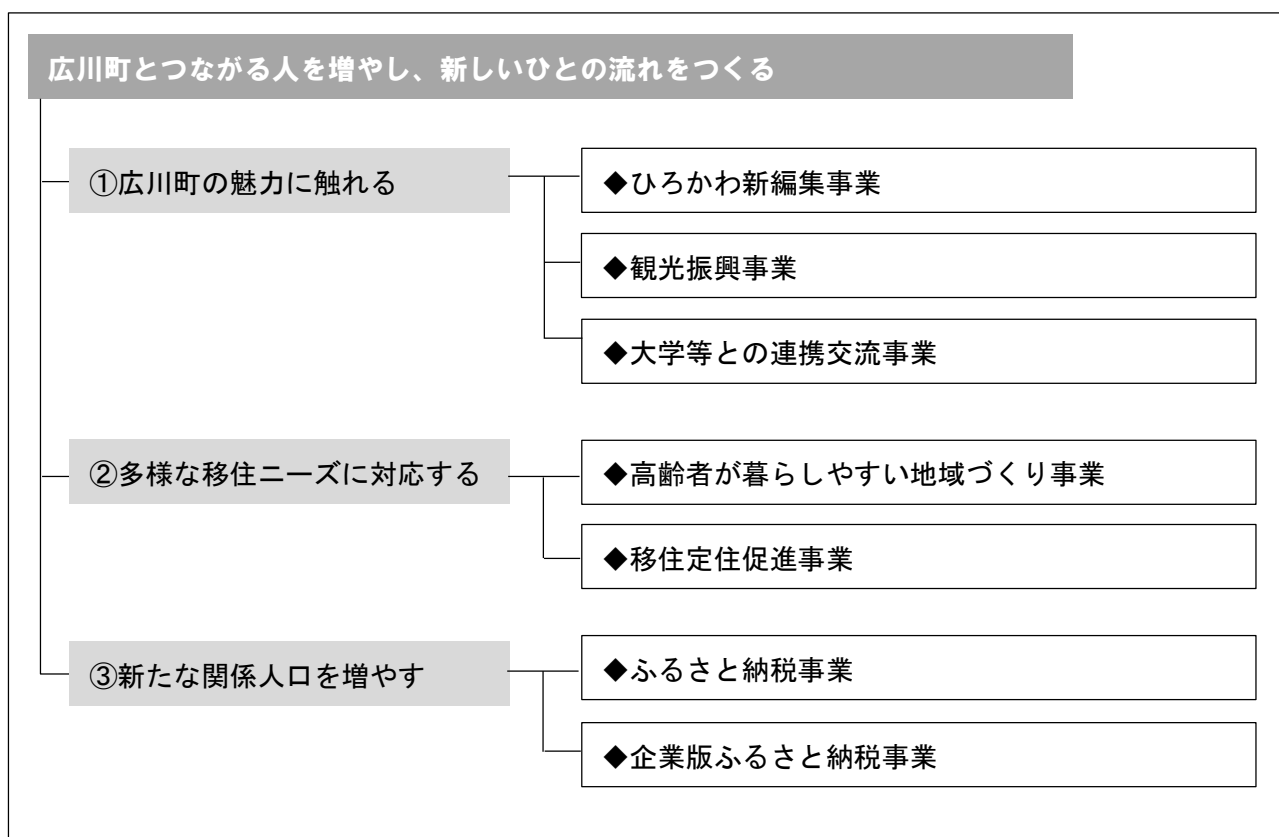 広川町とつながる人を増やし、新しいひとの流れをつくる
①広川町の魅力に触れる
◆ひろかわ新編集事業
◆観光振興事業
◆大学等との連携交流事業
②多様な移住ニーズに対応する
◆高齢者が暮らしやすい地域づくり事業
◆移住定住促進事業
③新たな関係人口を増やす
◆ふるさと納税事業
◆企業版ふるさと納税事業